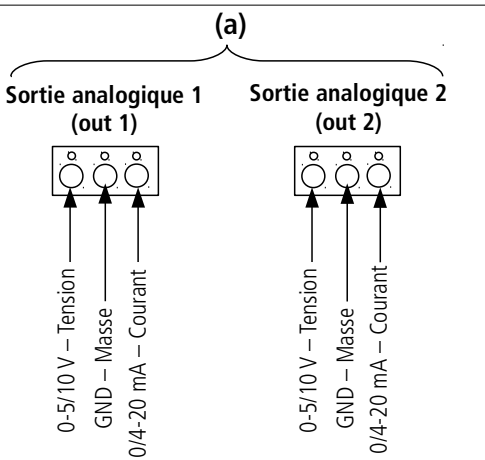 (a)
Sortie analogique 1
(out 1)
Sortie analogique 2
(out 2)
0-5/10 V – Tension
GND – Masse
0/4-20 mA – Courant
0-5/10 V – Tension
GND – Masse
0/4-20 mA – Courant